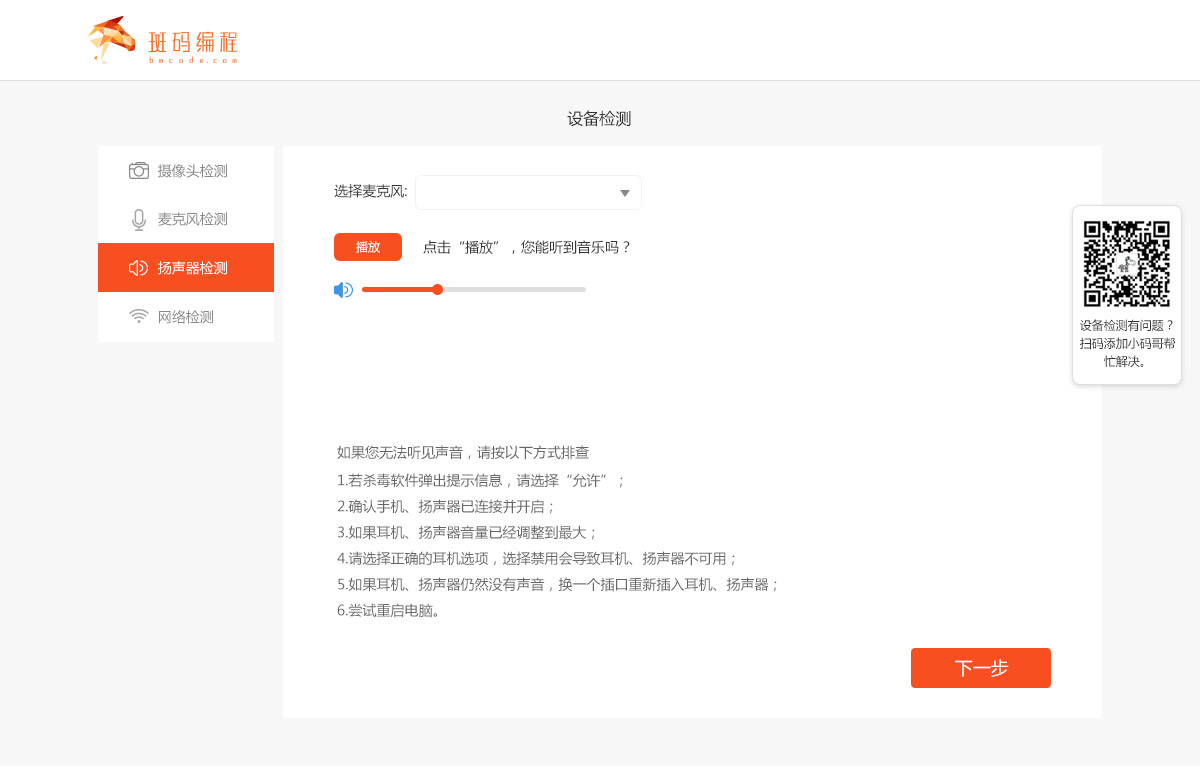 班码编程
bmcode.com
设备检测
摄像头检测
麦克风检测
扬声器检测
网络检测
选择麦克风:
播放
点击“播放”，您能听到音乐吗？
如果您无法听见声音，请按以下方式排查
1.若杀毒软件弹出提示信息，请选择“允许”；
2.确认手机、扬声器已连接并开启；
3.如果耳机、扬声器音量已经调整到最大；
4.请选择正确的耳机选项，选择禁用会导致耳机、扬声器不可用；
5.如果耳机、扬声器仍然没有声音，换一个插口重新插入耳机、扬声器；
6.尝试重启电脑。
下一步
设备检测有问题？
扫码添加小码哥帮
忙解决。